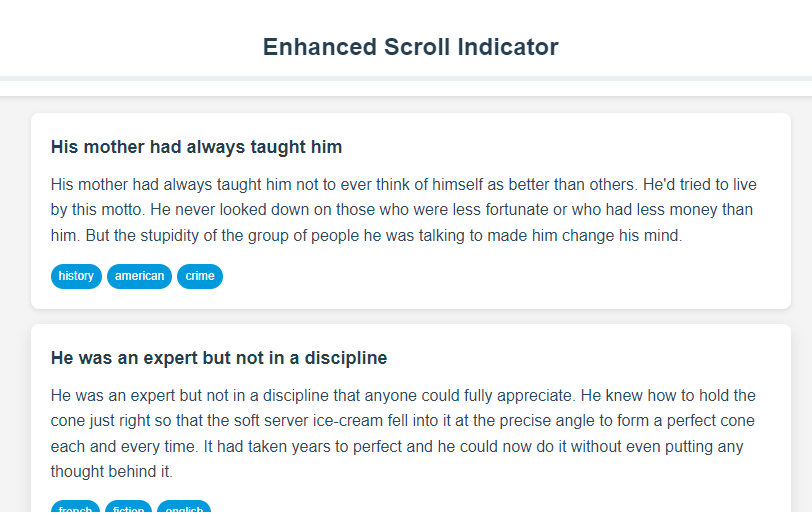 Enhanced Scroll Indicator
His mother had always taught him
His mother had always taught him not to ever think of himself as better than others. He'd tried to live
by this motto. He never looked down on those who were less fortunate or who had less money than
him. But the stupidity of the group of people he was talking to made him change his mind.
history american crime
He was an expert but not in a discipline
He was an expert but not in a discipline that anyone could fully appreciate. He knew how to hold the
cone just right so that the soft server ice-cream fell into it at the precise angle to form a perfect cone
each and every time. It had taken years to perfect and he could now do it without even putting any
thought behind it.
french fiction english